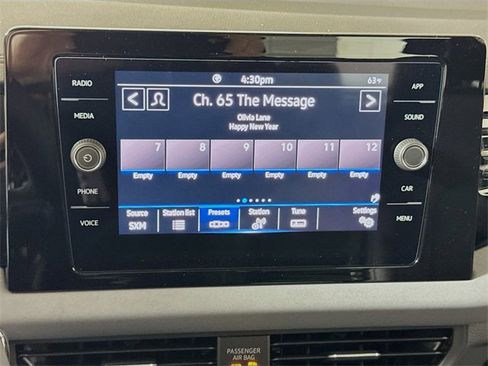 4:30pm
63°F
RADIO
MEDIA
PHONE
VOICE
APP
SOUND
CAR
MENU
Ch. 65 The Message
Olivia Lane
Happy New Year
7 8 9 10 11 12
Empty Empty Empty Empty Empty Empty
Source Station list Presets Station Tune Settings
SXM
PASSENGER
AIR BAG